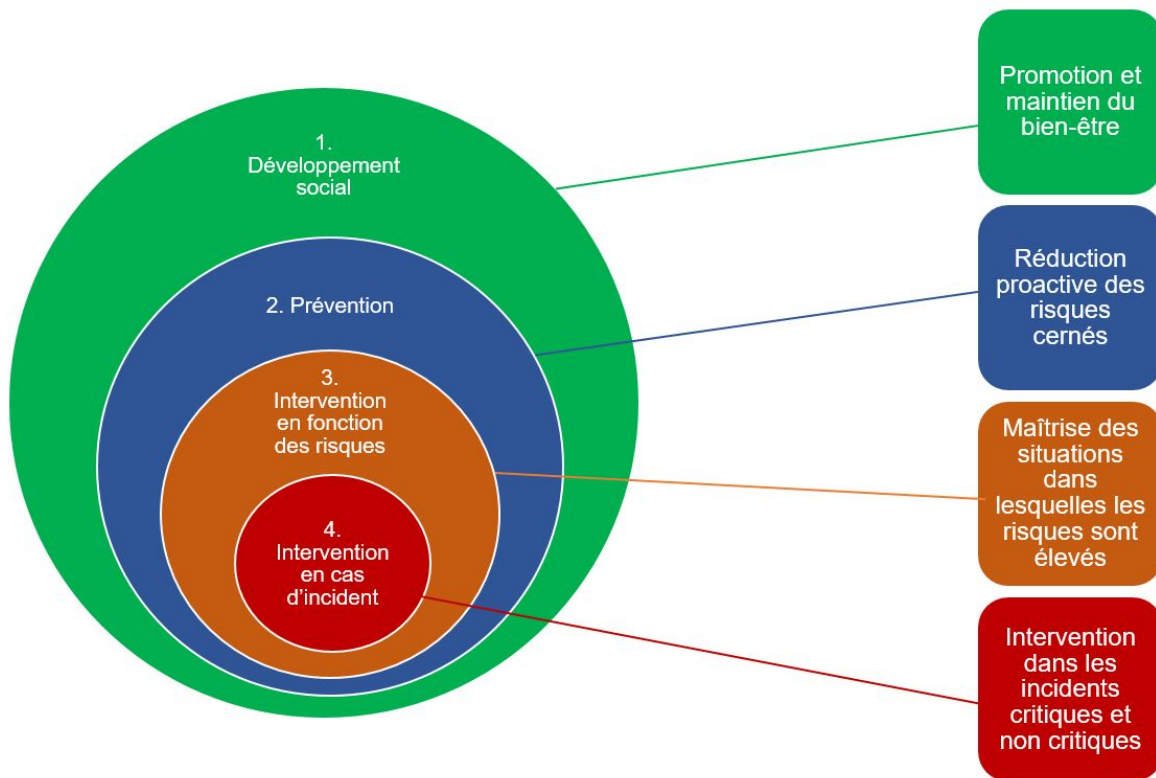 1.
Développement
social
2. Prévention
3.
Intervention
en fonction
des risques
4.
Intervention
en cas
d’incident
Promotion et
maintien du
bien-être
Réduction
proactive des
risques
cernés
Maîtrise des
situations
dans
lesquelles les
risques sont
élevés
Intervention
dans les
incidents
critiques et
non critiques